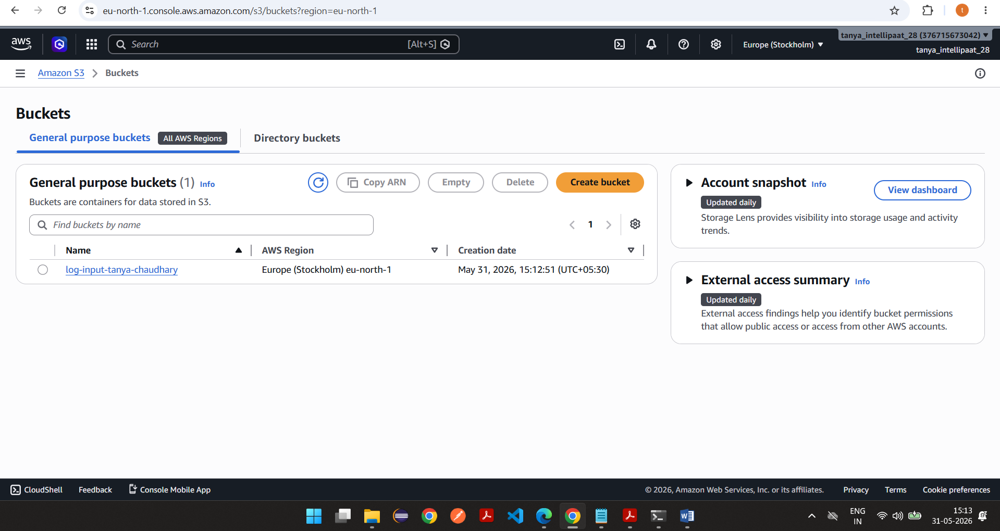 eu-north-1.console.aws.amazon.com/s3/buckets?region=eu-north-1
t
aws
Search
[Alt+S]
Europe (Stockholm)
tanya_intellipaat_28 (376715673042)
tanya_intellipaat_28
Amazon S3
Buckets
Buckets
General purpose buckets
All AWS Regions
Directory buckets
General purpose buckets (1) Info
Copy ARN
Empty
Delete
Create bucket
Buckets are containers for data stored in S3.
Find buckets by name
1
Name
AWS Region
Creation date
log-input-tanya-chaudhary
Europe (Stockholm) eu-north-1
May 31, 2026, 15:12:51 (UTC+05:30)
Account snapshot Info
View dashboard
Updated daily
Storage Lens provides visibility into storage usage and activity
trends.
External access summary Info
Updated daily
External access findings help you identify bucket permissions
that allow public access or access from other AWS accounts.
CloudShell
Feedback
Console Mobile App
© 2026, Amazon Web Services, Inc. or its affiliates.
Privacy
Terms
Cookie preferences
ENG
IN
15:13
31-05-2026